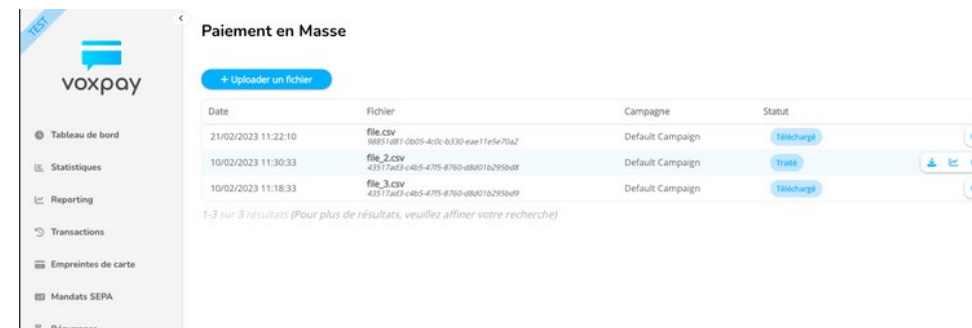 TEST
voxpay
Tableau de bord
Statistiques
Reporting
Transactions
Empreintes de carte
Mandats SEPA
Paiement en Masse
+ Uploader un fichier
Date Fichier Campagne Statut
21/02/2023 11:22:10 file.csv Default Campaign Téléchargé
98851d81-0b05-4c0c-b330-eae11e5e70a2
10/02/2023 11:30:33 file_2.csv Default Campaign Traité
43517ad3-c4b5-47f5-8760-d8d01b295bd8
10/02/2023 11:18:33 file_3.csv Default Campaign Téléchargé
43517ad3-c4b5-47f5-8760-d8d01b295bd9
1-3 sur 3 résultats (Pour plus de résultats, veuillez affiner votre recherche)